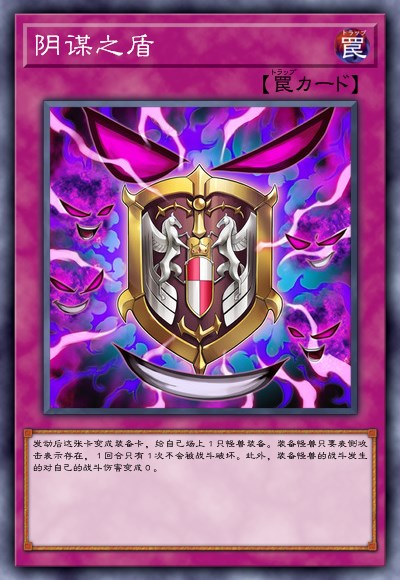 阴谋之盾
トラップ
罠
トラップ
【罠カード】
发动后这张卡变成装备卡，给自己场上１只怪兽装备。装备怪兽只要表侧攻
击表示存在，１回合只有１次不会被战斗破坏。此外，装备怪兽的战斗发生
的对自己的战斗伤害变成０。